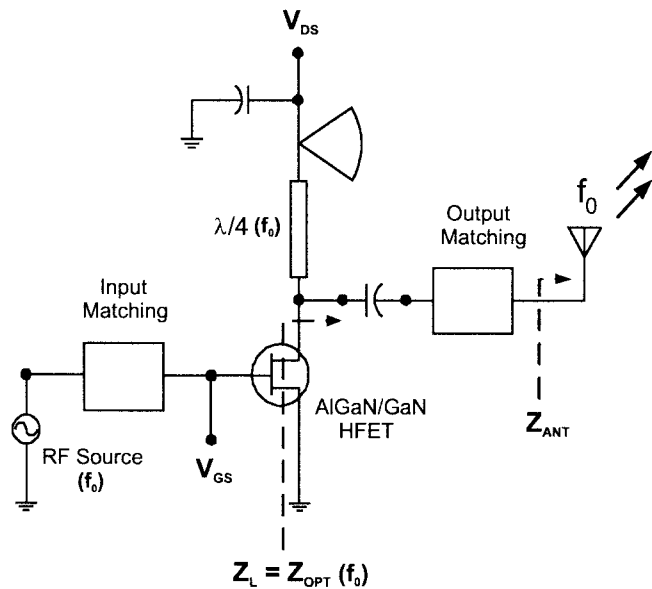 V_DS
λ/4 (f₀)
Output
Matching
f₀
Input
Matching
AlGaN/GaN
HFET
RF Source
(f₀)
V_GS
Z_ANT
Z_L = Z_OPT (f₀)